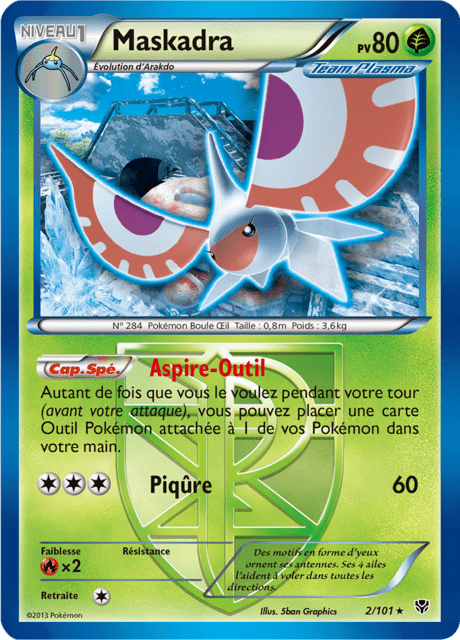 NIVEAU 1
Maskadra
PV 80
Évolution d'Arakdo
Team Plasma
N° 284 Pokémon Boule Œil Taille : 0,8m Poids : 3,6kg
Cap. Spé. Aspire-Outil
Autant de fois que vous le voulez pendant votre tour
(avant votre attaque), vous pouvez placer une carte
Outil Pokémon attachée à 1 de vos Pokémon dans
votre main.
Piqûre 60
Faiblesse Résistance
×2
Retraite
Des motifs en forme d'yeux
ornent ses antennes. Ses 4 ailes
l'aident à voler dans toutes les
directions.
©2013 Pokémon
Illus. 5ban Graphics 2/101 ★